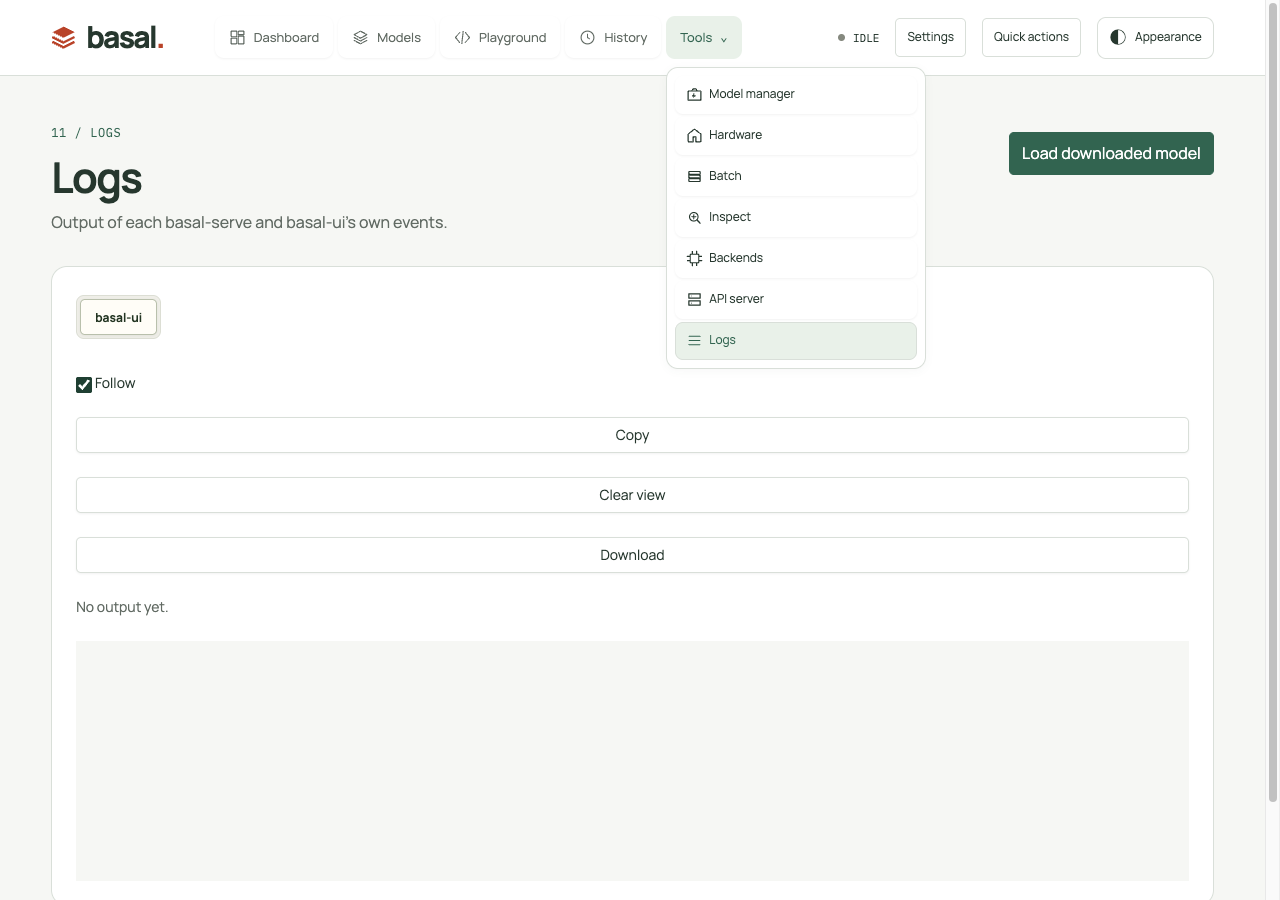 basal.
Dashboard
Models
Playground
History
Tools
IDLE
Settings
Quick actions
Appearance
Model manager
Hardware
Batch
Inspect
Backends
API server
Logs
11 / LOGS
Logs
Output of each basal-serve and basal-ui's own events.
Load downloaded model
basal-ui
Follow
Copy
Clear view
Download
No output yet.